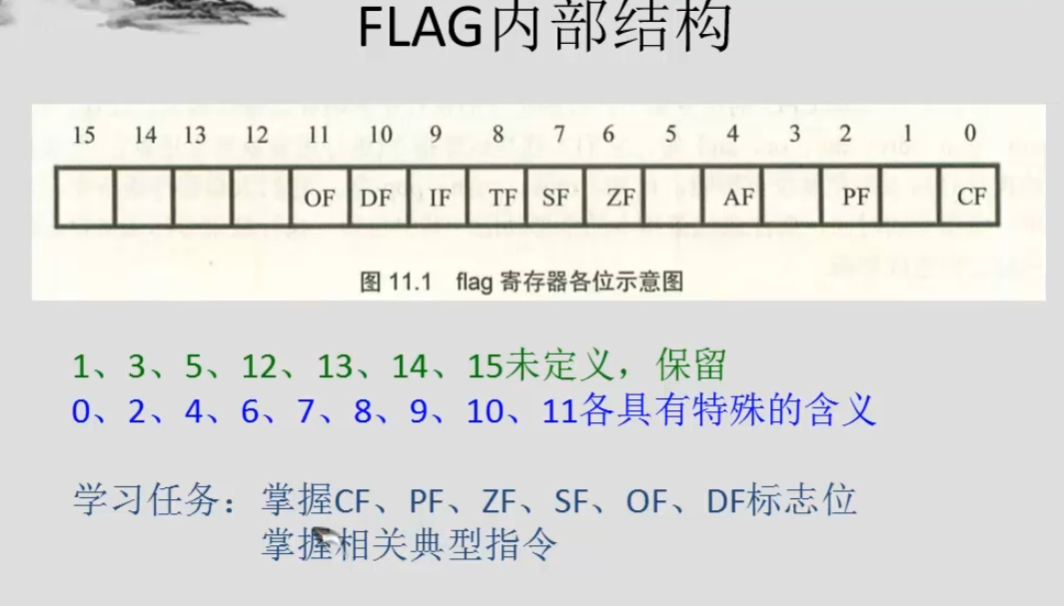 FLAG内部结构
15 14 13 12 11 10 9 8 7 6 5 4 3 2 1 0
OF DF IF TF SF ZF AF PF CF
图 11.1 flag 寄存器各位示意图
1、3、5、12、13、14、15未定义，保留
0、2、4、6、7、8、9、10、11各具有特殊的含义
学习任务：掌握CF、PF、ZF、SF、OF、DF标志位
掌握相关典型指令